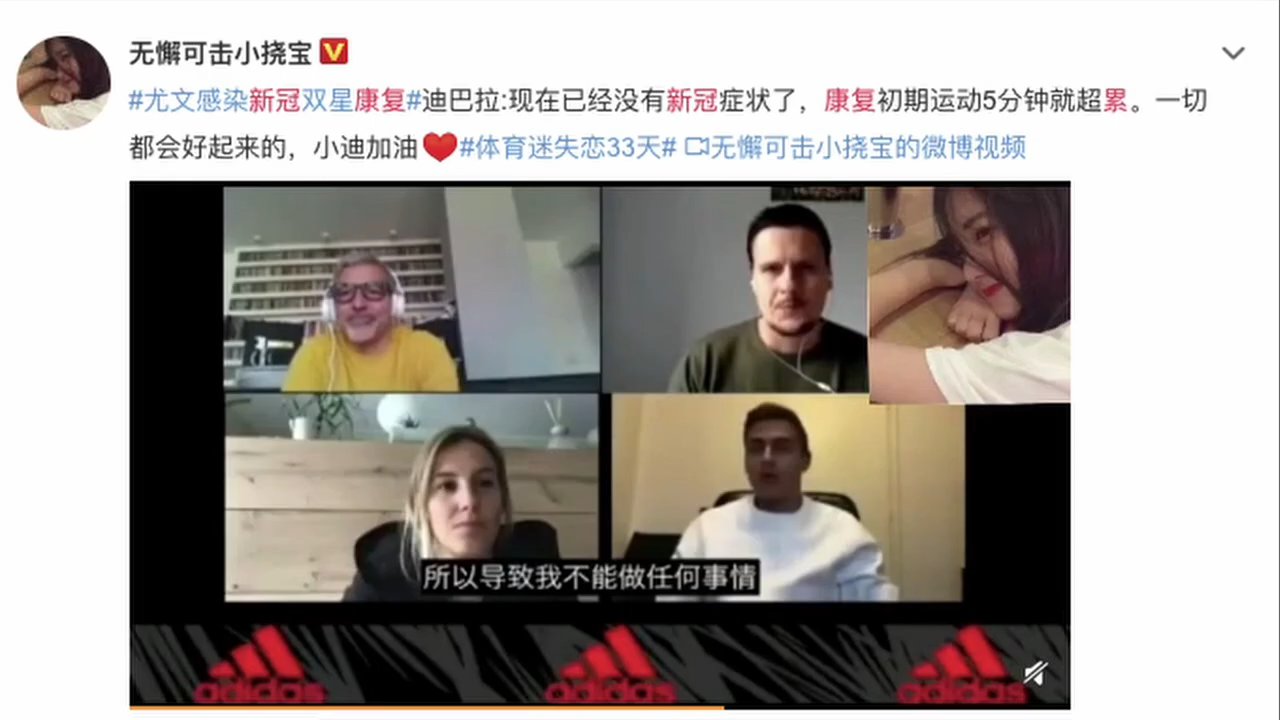 无懈可击小挠宝
#尤文感染新冠双星康复#迪巴拉:现在已经没有新冠症状了，康复初期运动5分钟就超累。一切
都会好起来的，小迪加油❤️#体育迷失恋33天# 无懈可击小挠宝的微博视频
所以导致我不能做任何事情
adidas adidas adidas